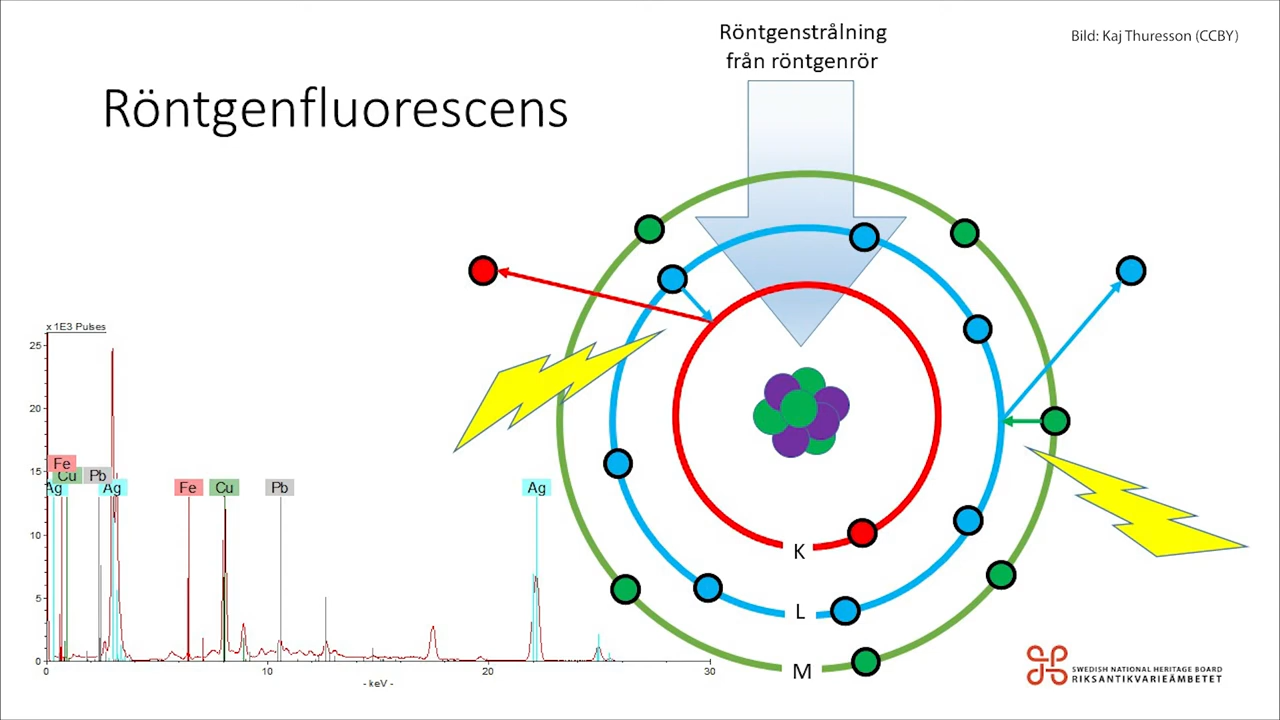 Röntgenstrålning
från röntgenrör
Bild: Kaj Thuresson (CCBY)
Röntgenfluorescens
x 1E3 Pulses
25
20
15
10
5
0
Fe
Cu
Pb
Ag
Ag
Fe
Cu
Pb
Ag
0
10
20
30
- keV -
K
L
M
SWEDISH NATIONAL HERITAGE BOARD
RIKSANTIKVARIEÄMBETET